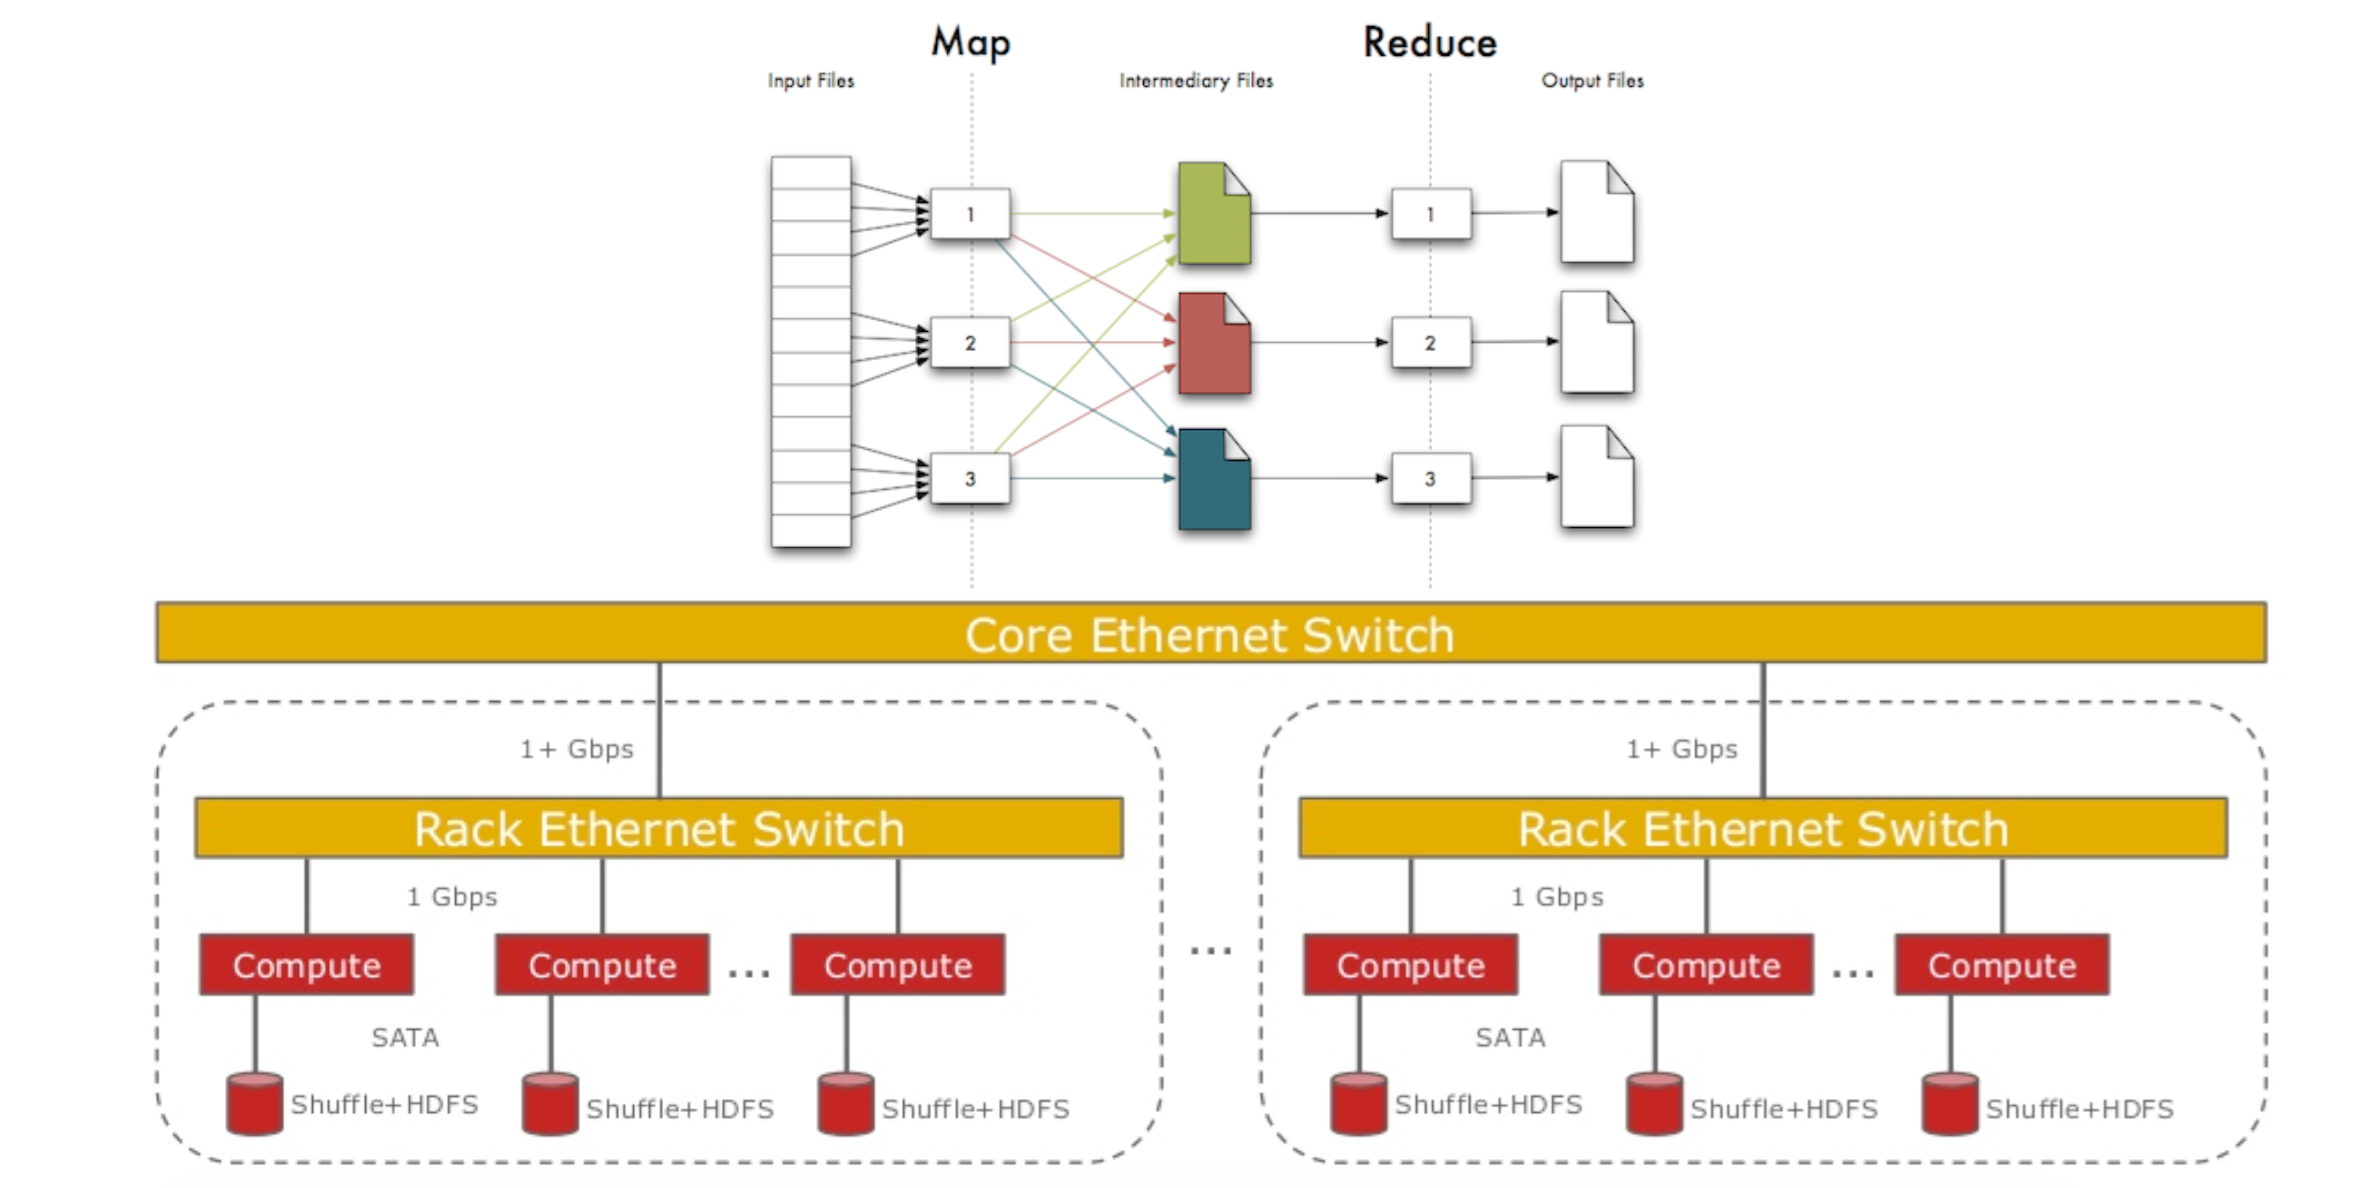 Map
Reduce
Input Files
Intermediary Files
Output Files
1
1
2
2
3
3
Core Ethernet Switch
1+ Gbps
1+ Gbps
Rack Ethernet Switch
Rack Ethernet Switch
1 Gbps
1 Gbps
Compute
Compute
...
Compute
...
Compute
Compute
...
Compute
SATA
SATA
Shuffle+HDFS
Shuffle+HDFS
Shuffle+HDFS
Shuffle+HDFS
Shuffle+HDFS
Shuffle+HDFS